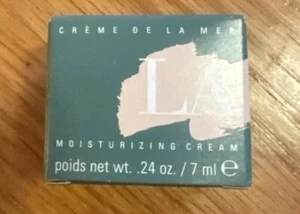 CRÈME DE LA MER
LA
MOISTURIZING CREAM
poids net wt. .24 oz. / 7 ml ℮